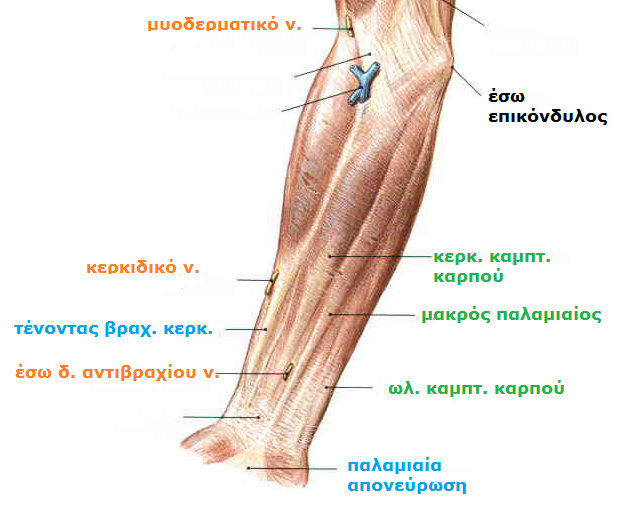 μυοδερματικό ν.
έσω
επικόνδυλος
κερκ. καμπτ.
καρπού
κερκιδικό ν.
μακρός παλαμιαίος
τένοντας βραχ. κερκ.
έσω δ. αντιβραχίου ν.
ωλ. καμπτ. καρπού
παλαμιαία
απονεύρωση